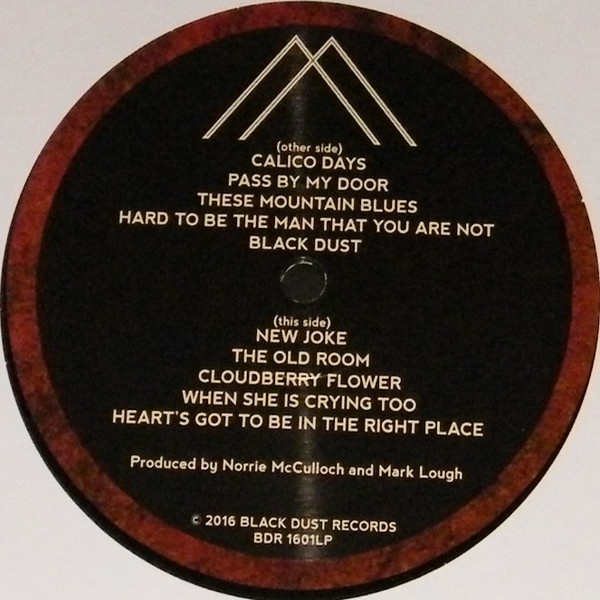 (other side)
CALICO DAYS
PASS BY MY DOOR
THESE MOUNTAIN BLUES
HARD TO BE THE MAN THAT YOU ARE NOT
BLACK DUST
(this side)
NEW JOKE
THE OLD ROOM
CLOUDBERRY FLOWER
WHEN SHE IS CRYING TOO
HEART'S GOT TO BE IN THE RIGHT PLACE
Produced by Norrie McCulloch and Mark Lough
© 2016 BLACK DUST RECORDS
BDR 1601LP